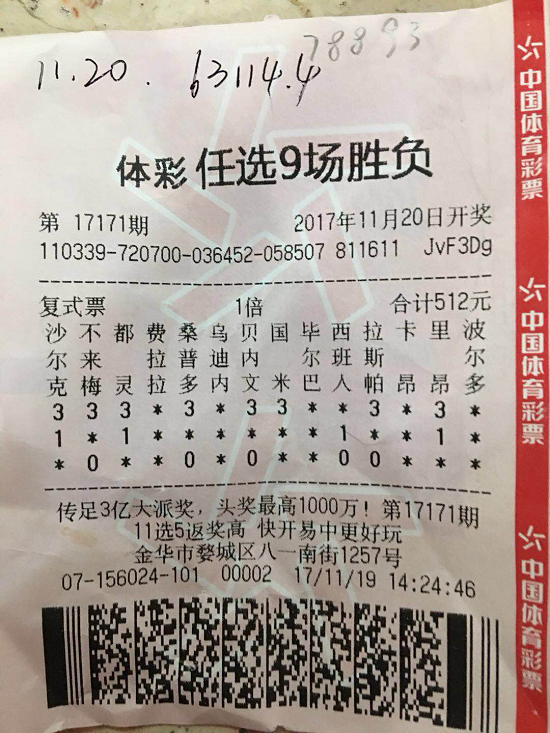 11.20. 63114.4
78893
体彩 任选9场胜负
第 17171期 2017年11月20日开奖
110339-720700-036452-058507 811611 JvF3Dg
复式票 1倍 合计512元
沙 不 都 费 桑 乌 贝 国 毕 西 拉 卡 里 波
尔 来 拉 普 迪 内 尔 班 斯 尔
克 梅 灵 拉 多 内 文 米 巴 人 帕 昂 昂 多
3 3 3 * 3 * 3 3 * * 3 * 3 *
1 * 1 * * * * * * 1 * * 1 *
* 0 * * 0 * 0 * * 0 0 * * *
传足3亿大派奖，头奖最高1000万！第17171期
11选5返奖高 快开易中更好玩
金华市婺城区八一南街1257号
07-156024-101 00002 17/11/19 14:24:46
中国体育彩票
中国体育彩票
中国体育彩票